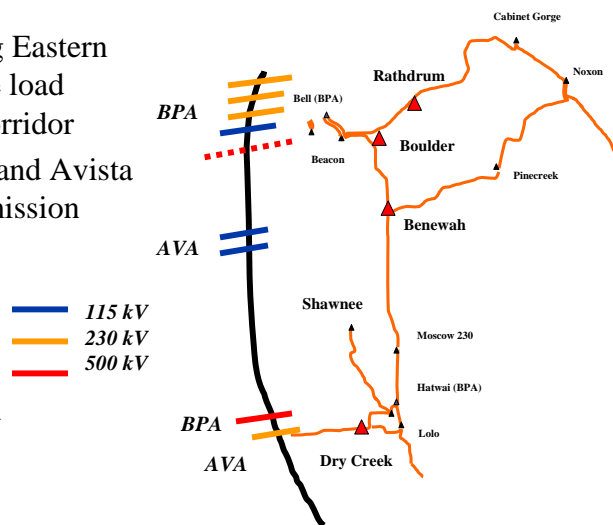 g Eastern
load
rridor
and Avista
mission
BPA
AVA
115 kV
230 kV
500 kV
BPA
AVA
Cabinet Gorge
Noxon
Rathdrum
Bell (BPA)
Boulder
Beacon
Pinecreek
Benewah
Shawnee
Moscow 230
Hatwai (BPA)
Lolo
Dry Creek